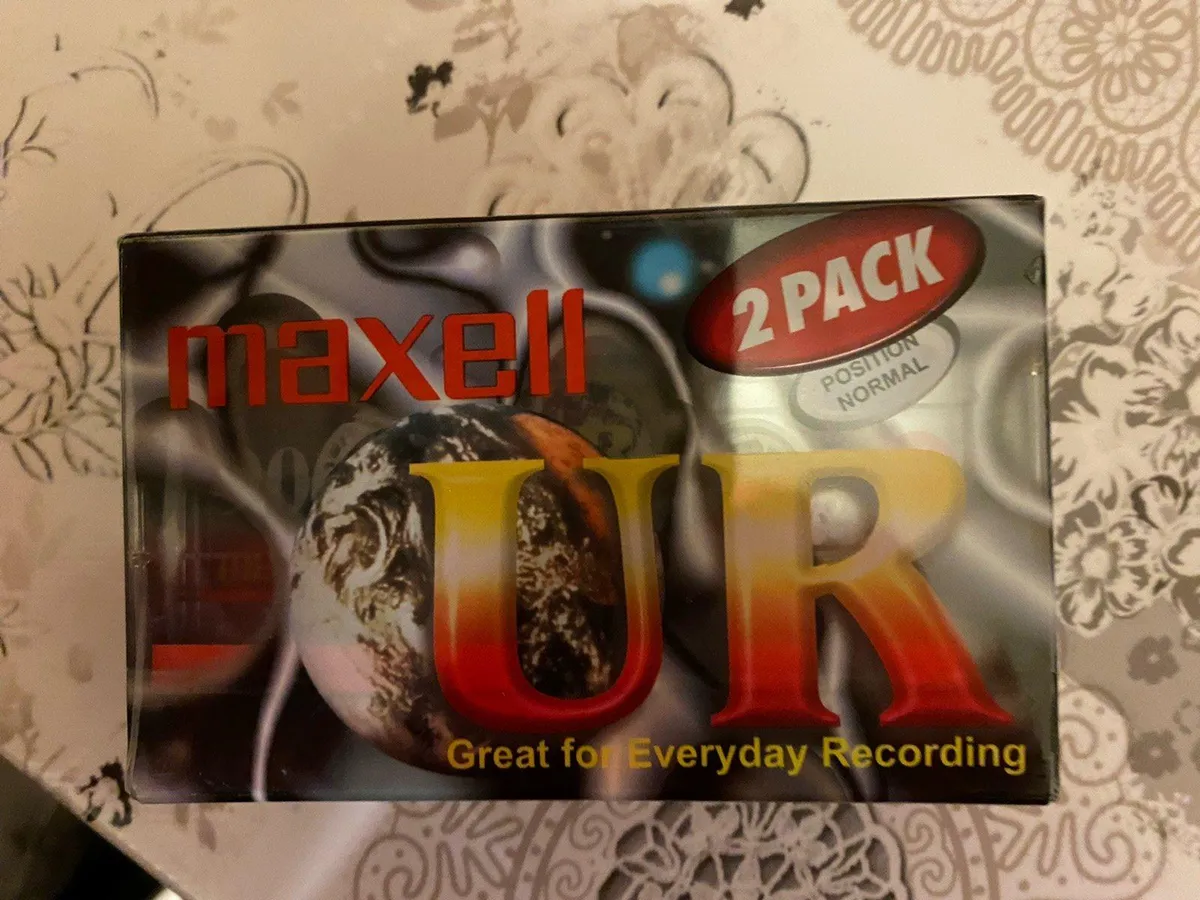 maxell
2 PACK
POSITION
NORMAL
UR
Great for Everyday Recording